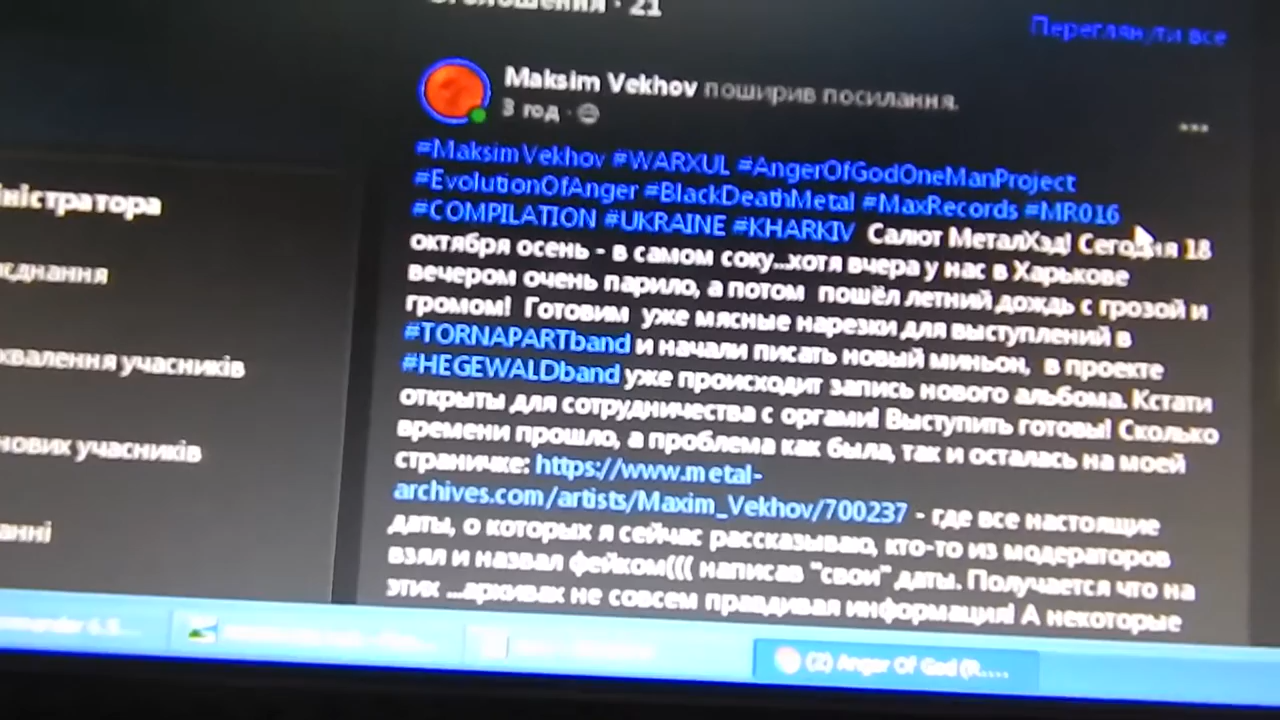 Оголошення · 21
Переглянути все
Maksim Vekhov поширив посилання.
3 год ·
#MaksimVekhov #WARXUL #AngerOfGodOneManProject
#EvolutionOfAnger #BlackDeathMetal #MaxRecords #MR016
#COMPILATION #UKRAINE #KHARKIV Салют МеталХэд! Сегодня 18
октября осень - в самом соку...хотя вчера у нас в Харькове
вечером очень парило, а потом пошёл летний дождь с грозой и
громом! Готовим уже мясные нарезки для выступлений в
#TORNAPARTband и начали писать новый миньон, в проекте
#HEGEWALDband уже происходит запись нового альбома. Кстати
открыты для сотрудничества с оргами! Выступить готовы! Сколько
времени прошло, а проблема как была, так и осталась на моей
страничке: https://www.metal-
archives.com/artists/Maxim_Vekhov/700237 - где все настоящие
даты, о которых я сейчас рассказываю, кто-то из модераторов
взял и назвал фейком((( написав "свои" даты. Получается что на
этих ...архивах не совсем правдивая информация! А некоторые
іністратора
єднання
хвалення учасників
нових учасників
анні
(2) Anger Of God (R....